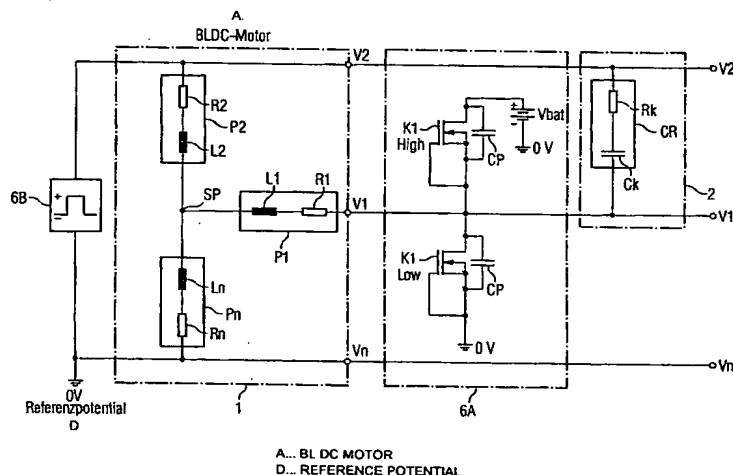 A.
BLDC-Motor
V2
V2
R2
P2
L2
K1
High
CP
Vbat
0 V
Rk
CR
Ck
2
6B
+
−
SP
L1
R1
P1
V1
V1
Ln
Pn
Rn
K1
Low
CP
0 V
Vn
Vn
0V
Referenzpotential
D
1
6A
A... BL DC MOTOR
D... REFERENCE POTENTIAL